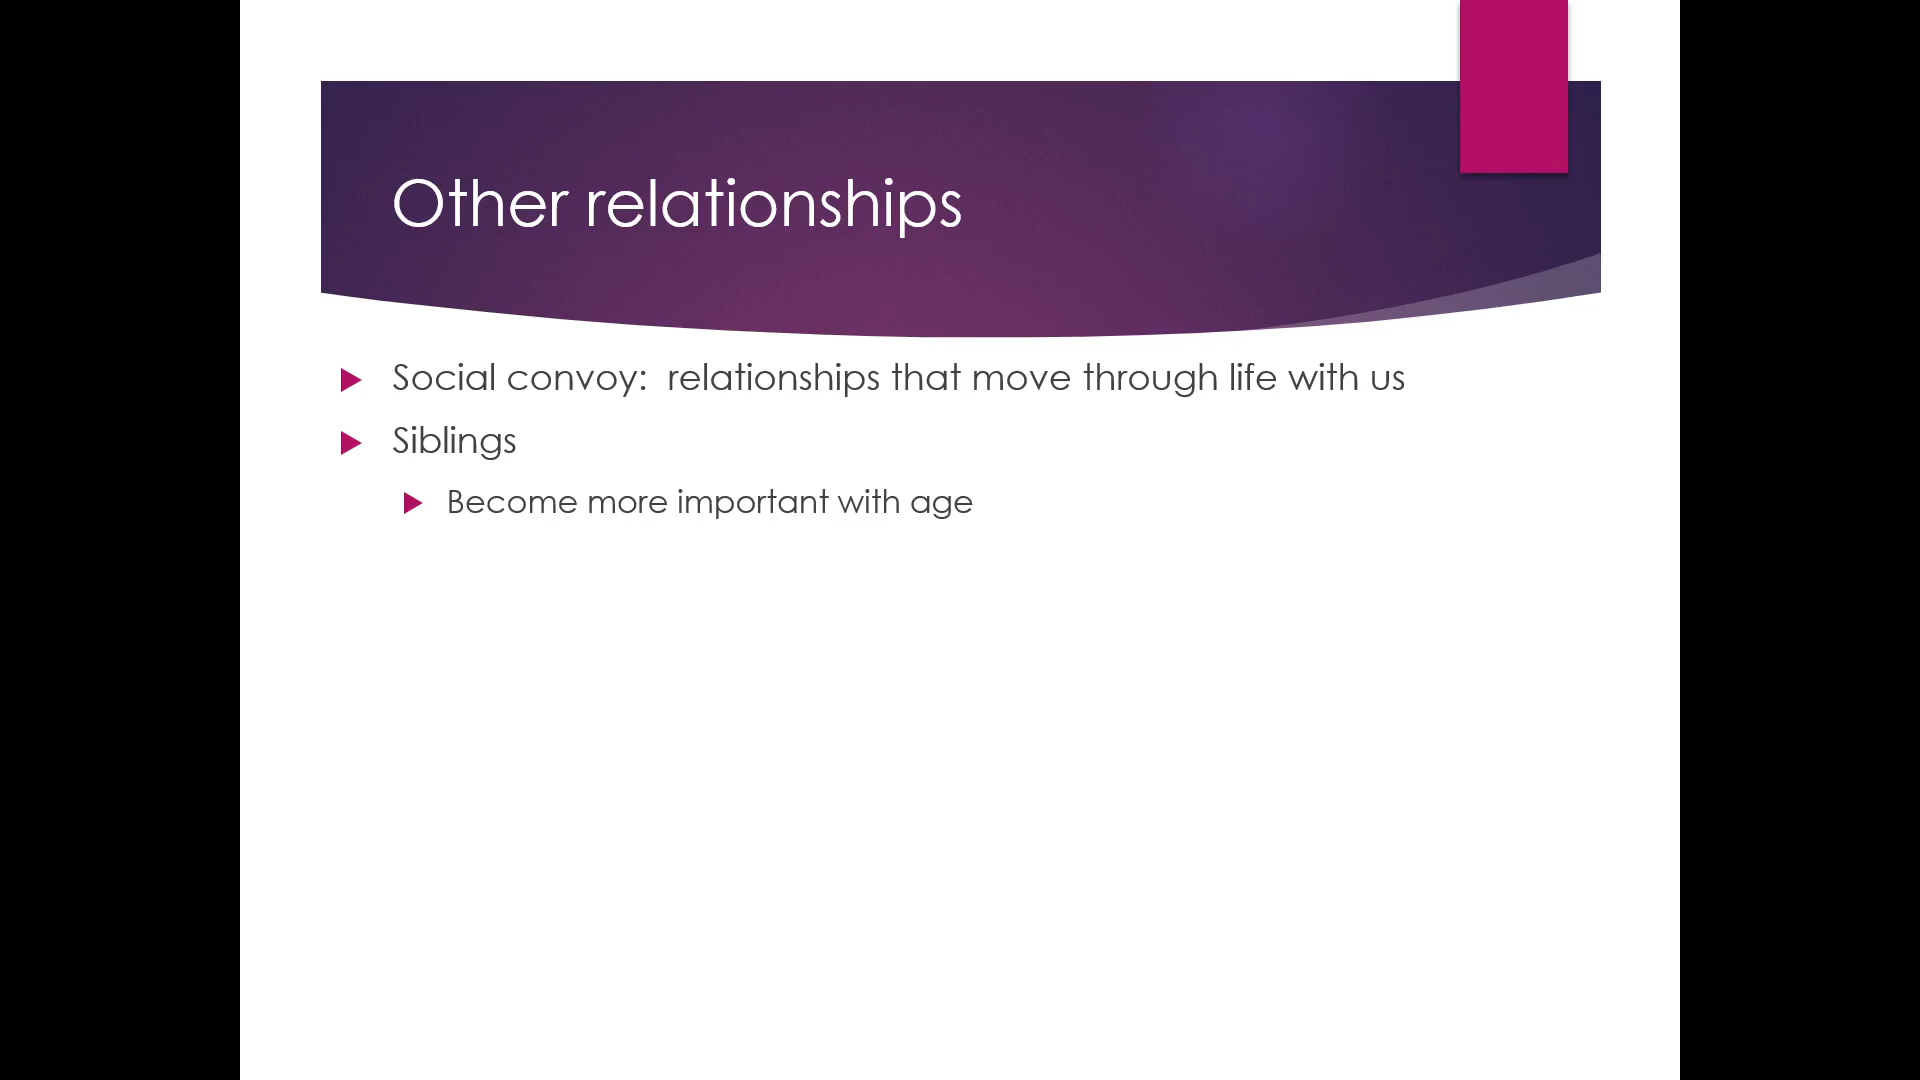 Other relationships
Social convoy:  relationships that move through life with us
Siblings
Become more important with age